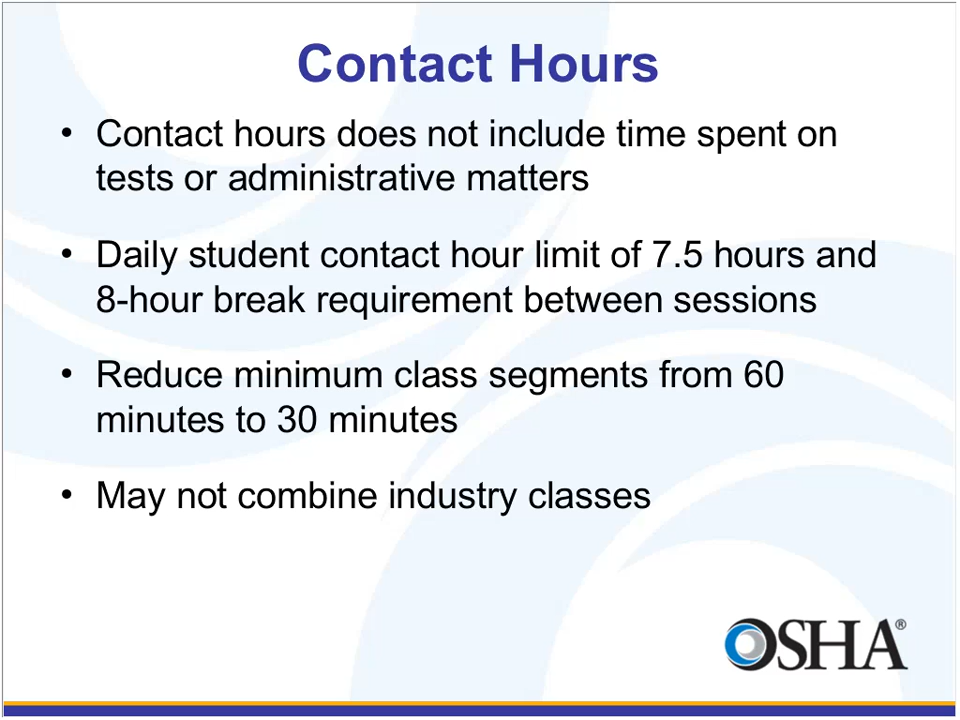 Contact Hours
• Contact hours does not include time spent on
tests or administrative matters
• Daily student contact hour limit of 7.5 hours and
8-hour break requirement between sessions
• Reduce minimum class segments from 60
minutes to 30 minutes
• May not combine industry classes
OSHA®